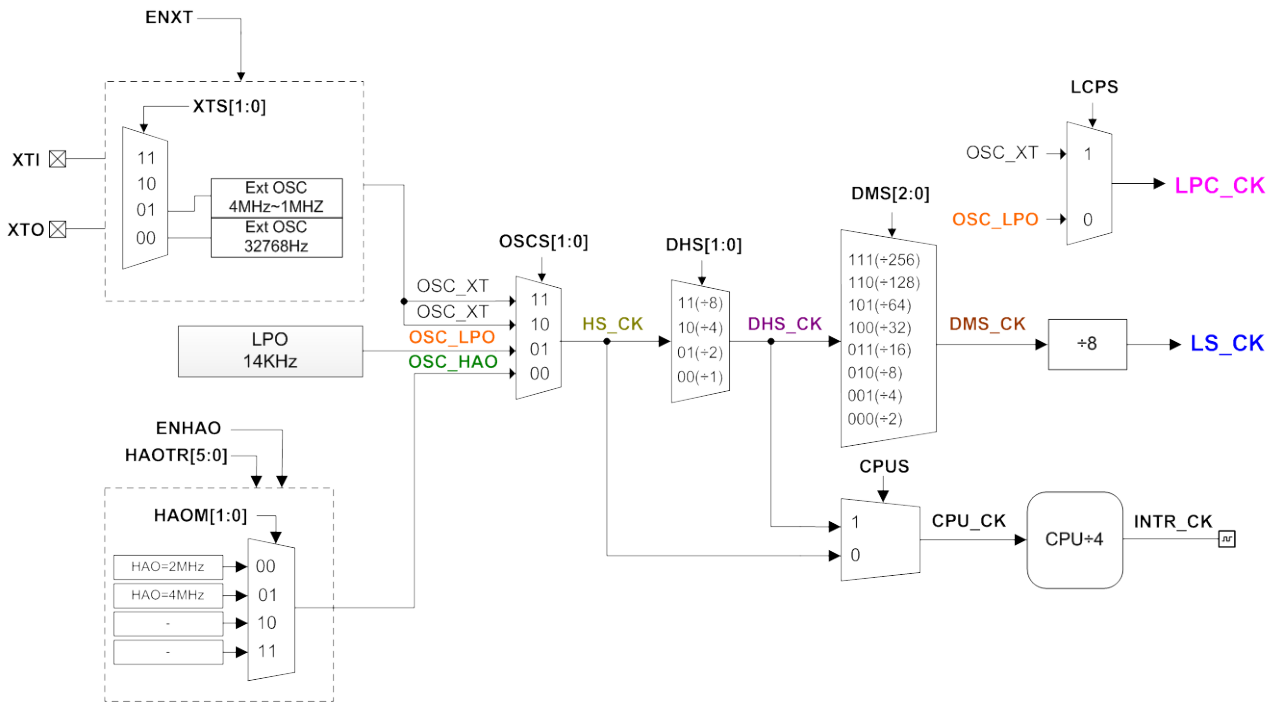 ENXT
XTS[1:0]
XTI
XTO
11
10
01
00
Ext OSC
4MHz~1MHZ
Ext OSC
32768Hz
LCPS
OSC_XT
1
OSC_LPO
0
LPC_CK
OSCS[1:0]
OSC_XT
OSC_XT
OSC_LPO
OSC_HAO
11
10
01
00
LPO
14KHz
HS_CK
DHS[1:0]
11(÷8)
10(÷4)
01(÷2)
00(÷1)
DHS_CK
DMS[2:0]
111(÷256)
110(÷128)
101(÷64)
100(÷32)
011(÷16)
010(÷8)
001(÷4)
000(÷2)
DMS_CK
÷8
LS_CK
ENHAO
HAOTR[5:0]
HAOM[1:0]
HAO=2MHz
00
HAO=4MHz
01
-
10
-
11
CPUS
1
0
CPU_CK
CPU÷4
INTR_CK